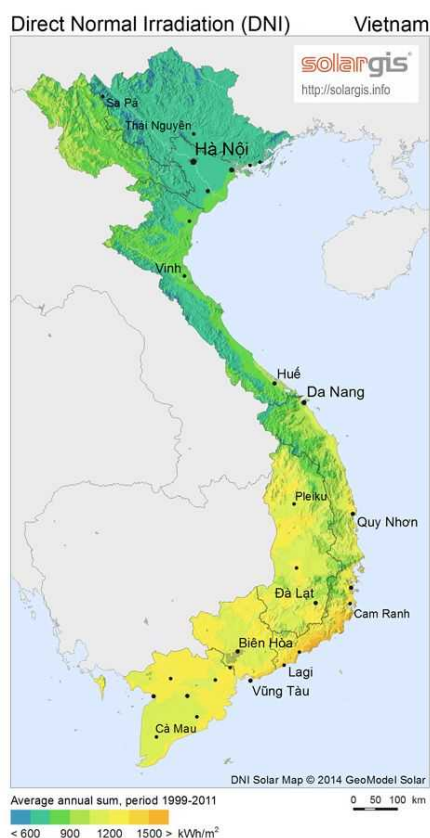 Direct Normal Irradiation (DNI) Vietnam
solargis
http://solargis.info
Sa Pá
Thái Nguyên
Hà Nội
Vinh
Huế
Da Nang
Pleiku
Quy Nhơn
Đà Lạt
Cam Ranh
Biên Hòa
Lagi
Vũng Tàu
Cà Mau
DNI Solar Map © 2014 GeoModel Solar
Average annual sum, period 1999-2011
0 50 100 km
< 600 900 1200 1500 > kWh/m²